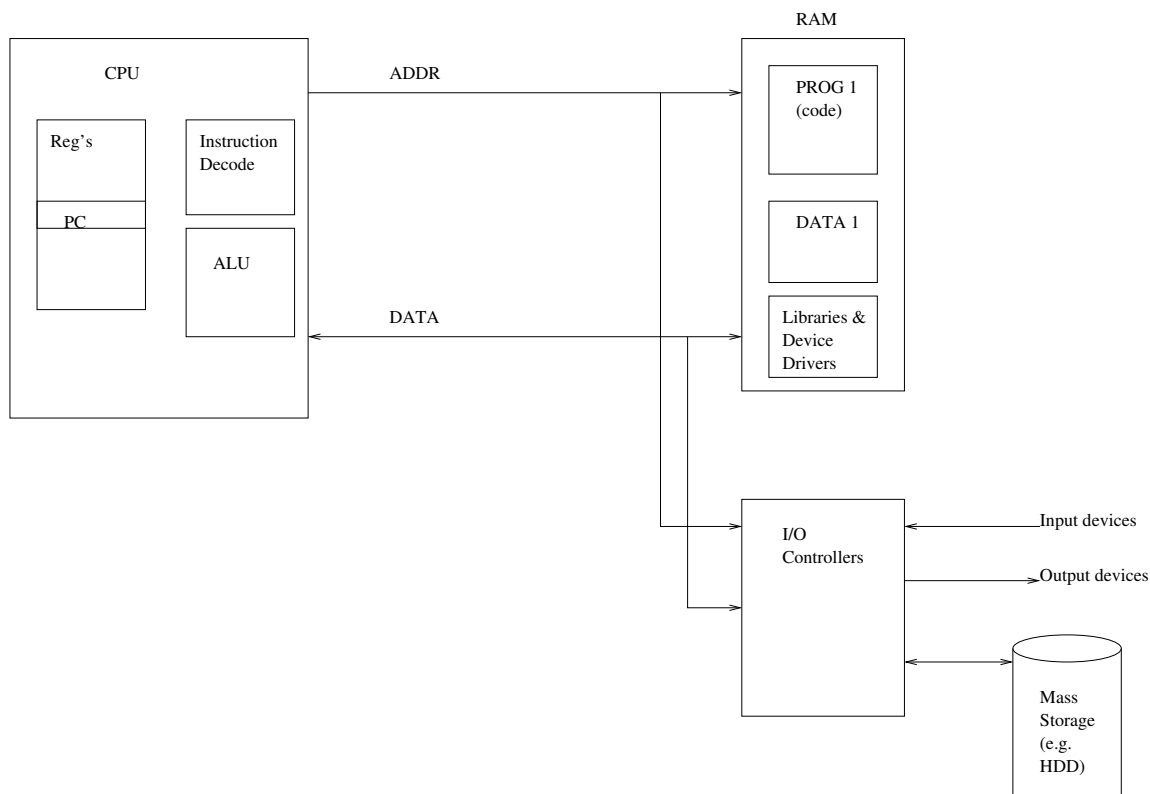 RAM
CPU
ADDR
PROG 1
(code)
Reg's
Instruction
Decode
PC
DATA 1
ALU
DATA
Libraries &
Device
Drivers
I/O
Controllers
Input devices
Output devices
Mass
Storage
(e.g.
HDD)